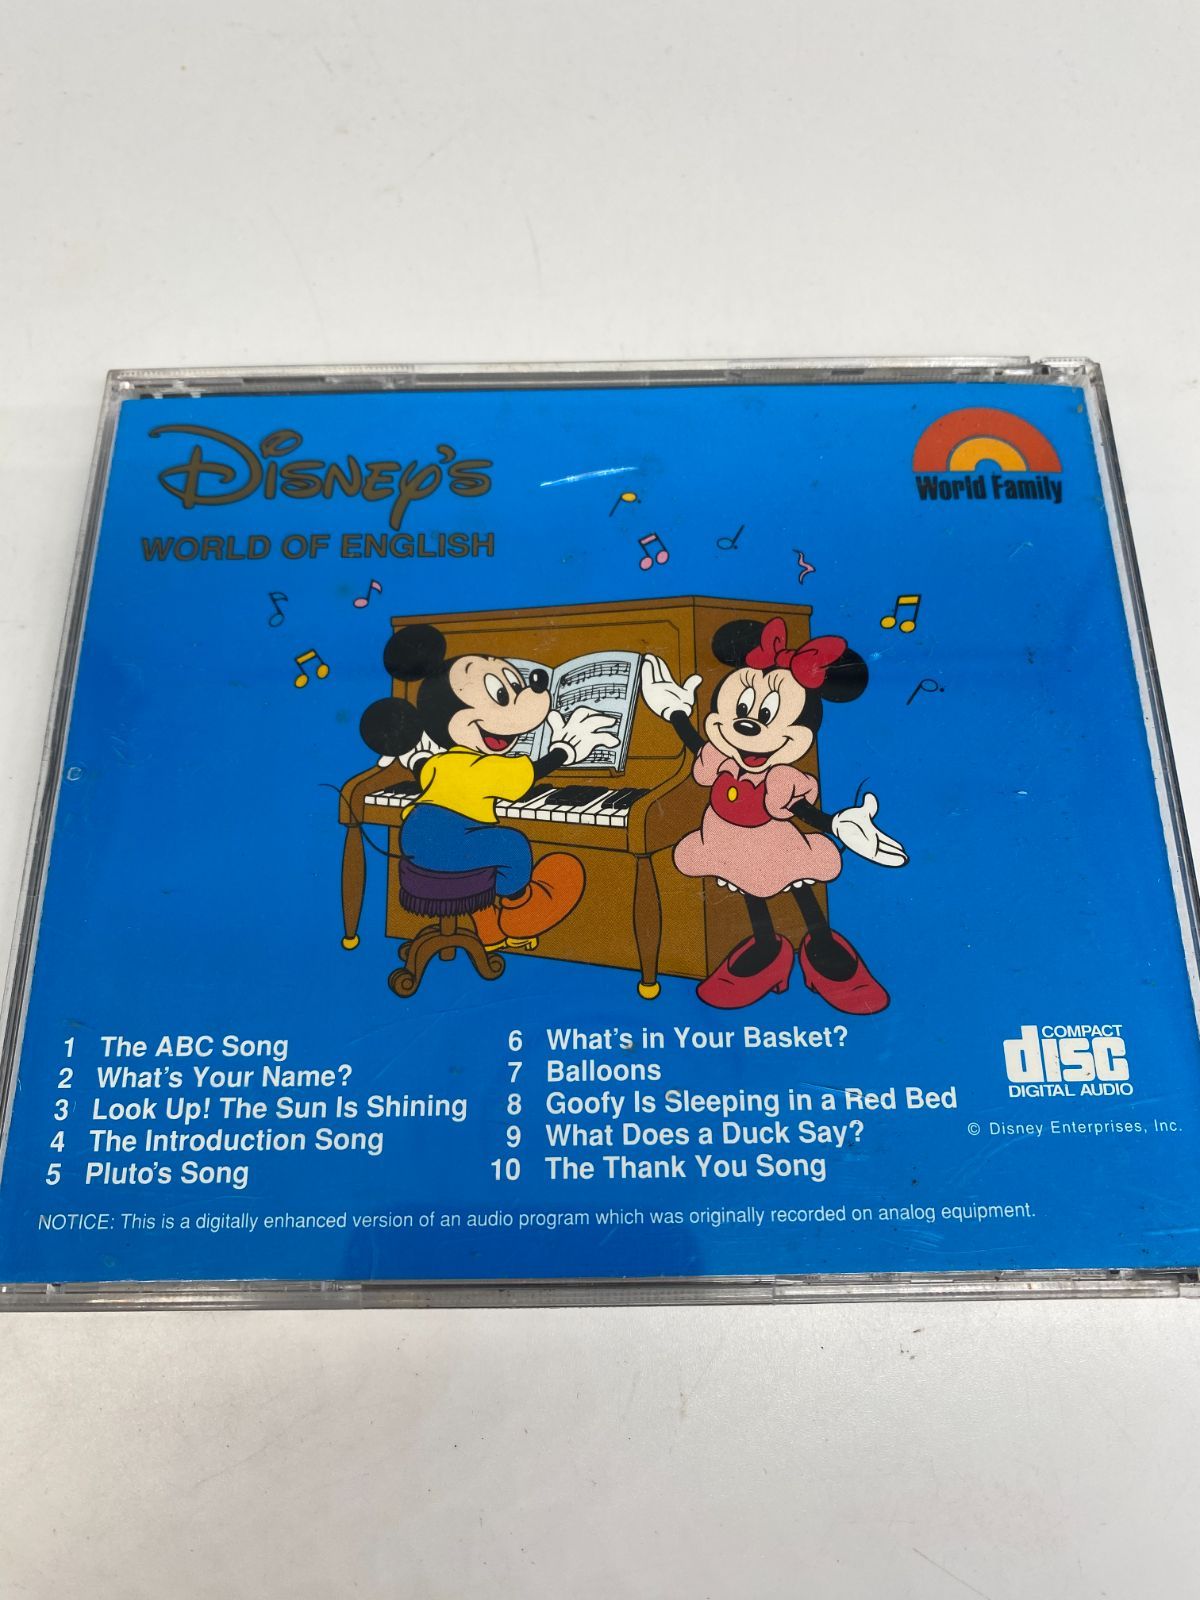 Disney's
WORLD OF ENGLISH
World Family
1 The ABC Song
2 What's Your Name?
3 Look Up! The Sun Is Shining
4 The Introduction Song
5 Pluto's Song
6 What's in Your Basket?
7 Balloons
8 Goofy Is Sleeping in a Red Bed
9 What Does a Duck Say?
10 The Thank You Song
COMPACT
disc
DIGITAL AUDIO
© Disney Enterprises, Inc.
NOTICE: This is a digitally enhanced version of an audio program which was originally recorded on analog equipment.